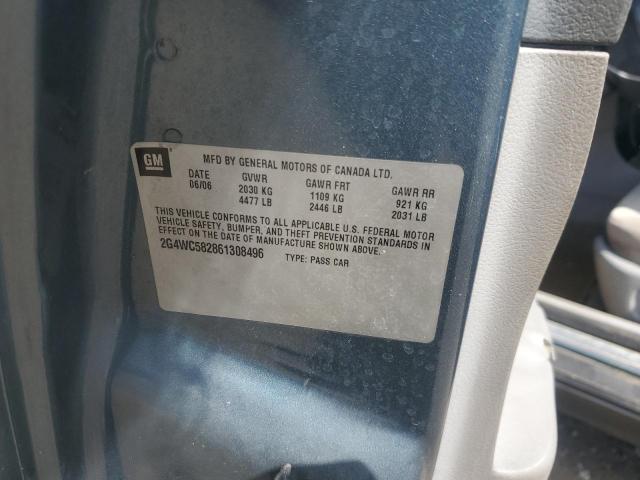 GM
MFD BY GENERAL MOTORS OF CANADA LTD.
DATE GVWR GAWR FRT GAWR RR
06/06 2030 KG 1109 KG 921 KG
4477 LB 2446 LB 2031 LB
THIS VEHICLE CONFORMS TO ALL APPLICABLE U.S. FEDERAL MOTOR
VEHICLE SAFETY, BUMPER, AND THEFT PREVENTION STANDARDS IN
EFFECT ON THE DATE OF MANUFACTURE SHOWN ABOVE.
2G4WC582861308496 TYPE: PASS CAR